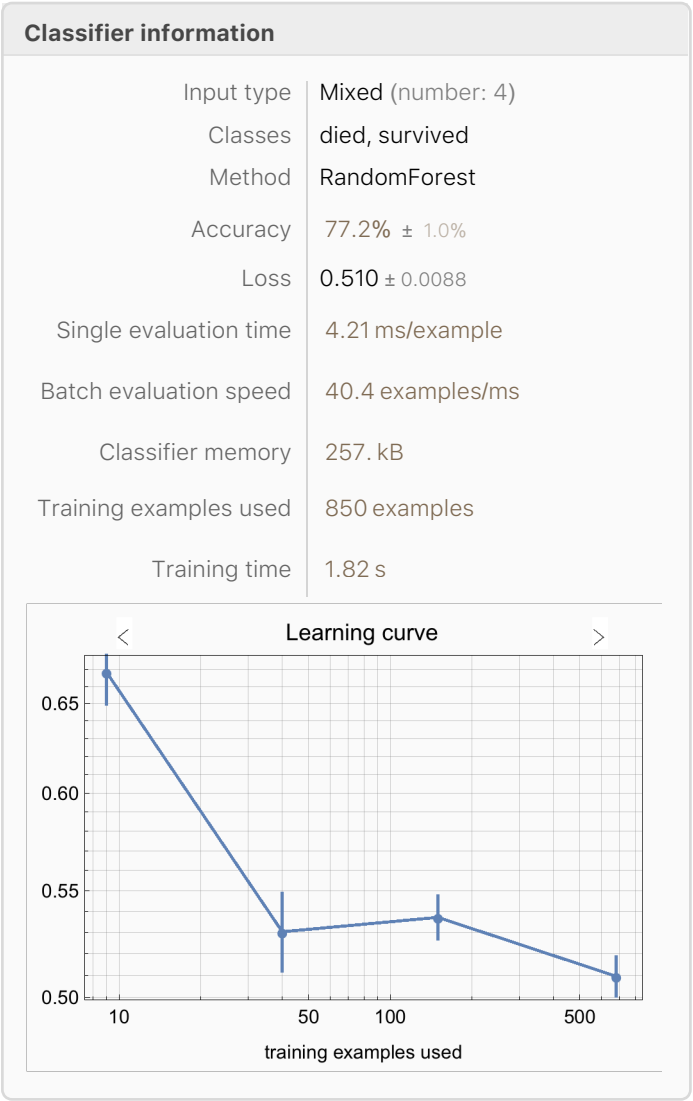 Classifier information
Input type Mixed (number: 4)
Classes died, survived
Method RandomForest
Accuracy 77.2% ± 1.0%
Loss 0.510 ± 0.0088
Single evaluation time 4.21 ms/example
Batch evaluation speed 40.4 examples/ms
Classifier memory 257. kB
Training examples used 850 examples
Training time 1.82 s
< Learning curve >
0.65
0.60
0.55
0.50
10 50 100 500
training examples used